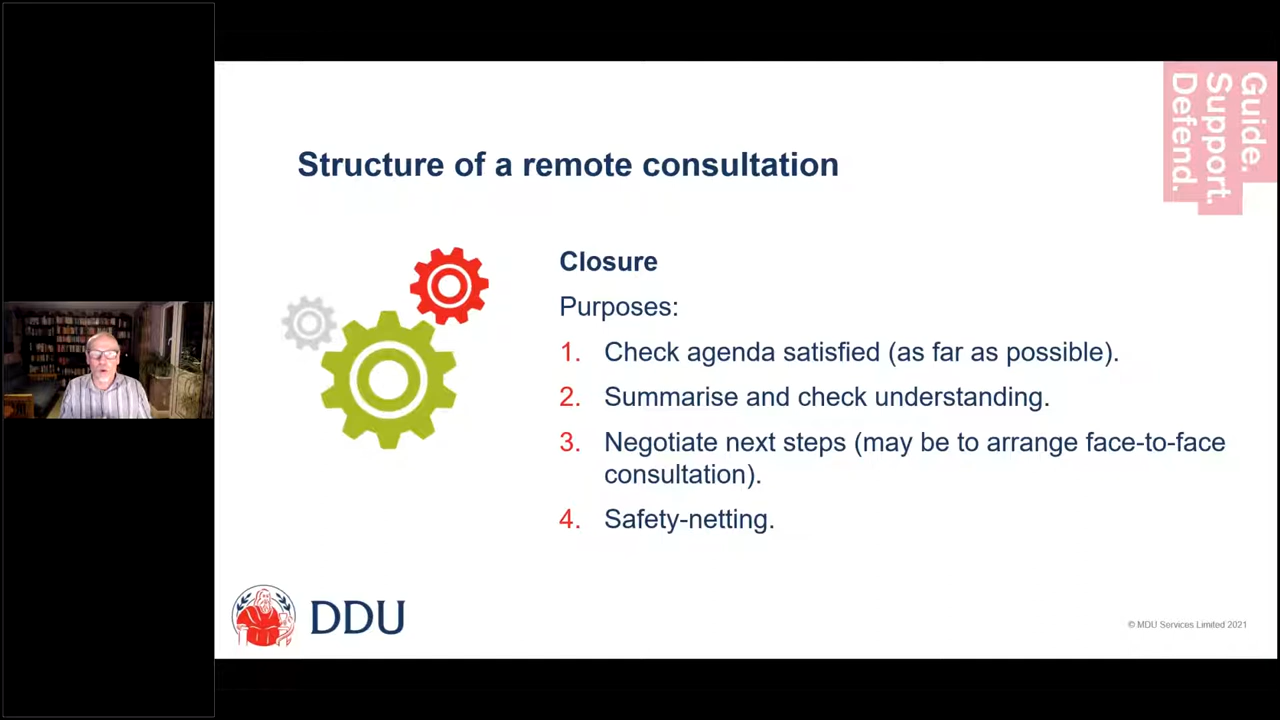 Guide.
Support.
Defend.
Structure of a remote consultation
Closure
Purposes:
1. Check agenda satisfied (as far as possible).
2. Summarise and check understanding.
3. Negotiate next steps (may be to arrange face-to-face
consultation).
4. Safety-netting.
DDU
© MDU Services Limited 2021